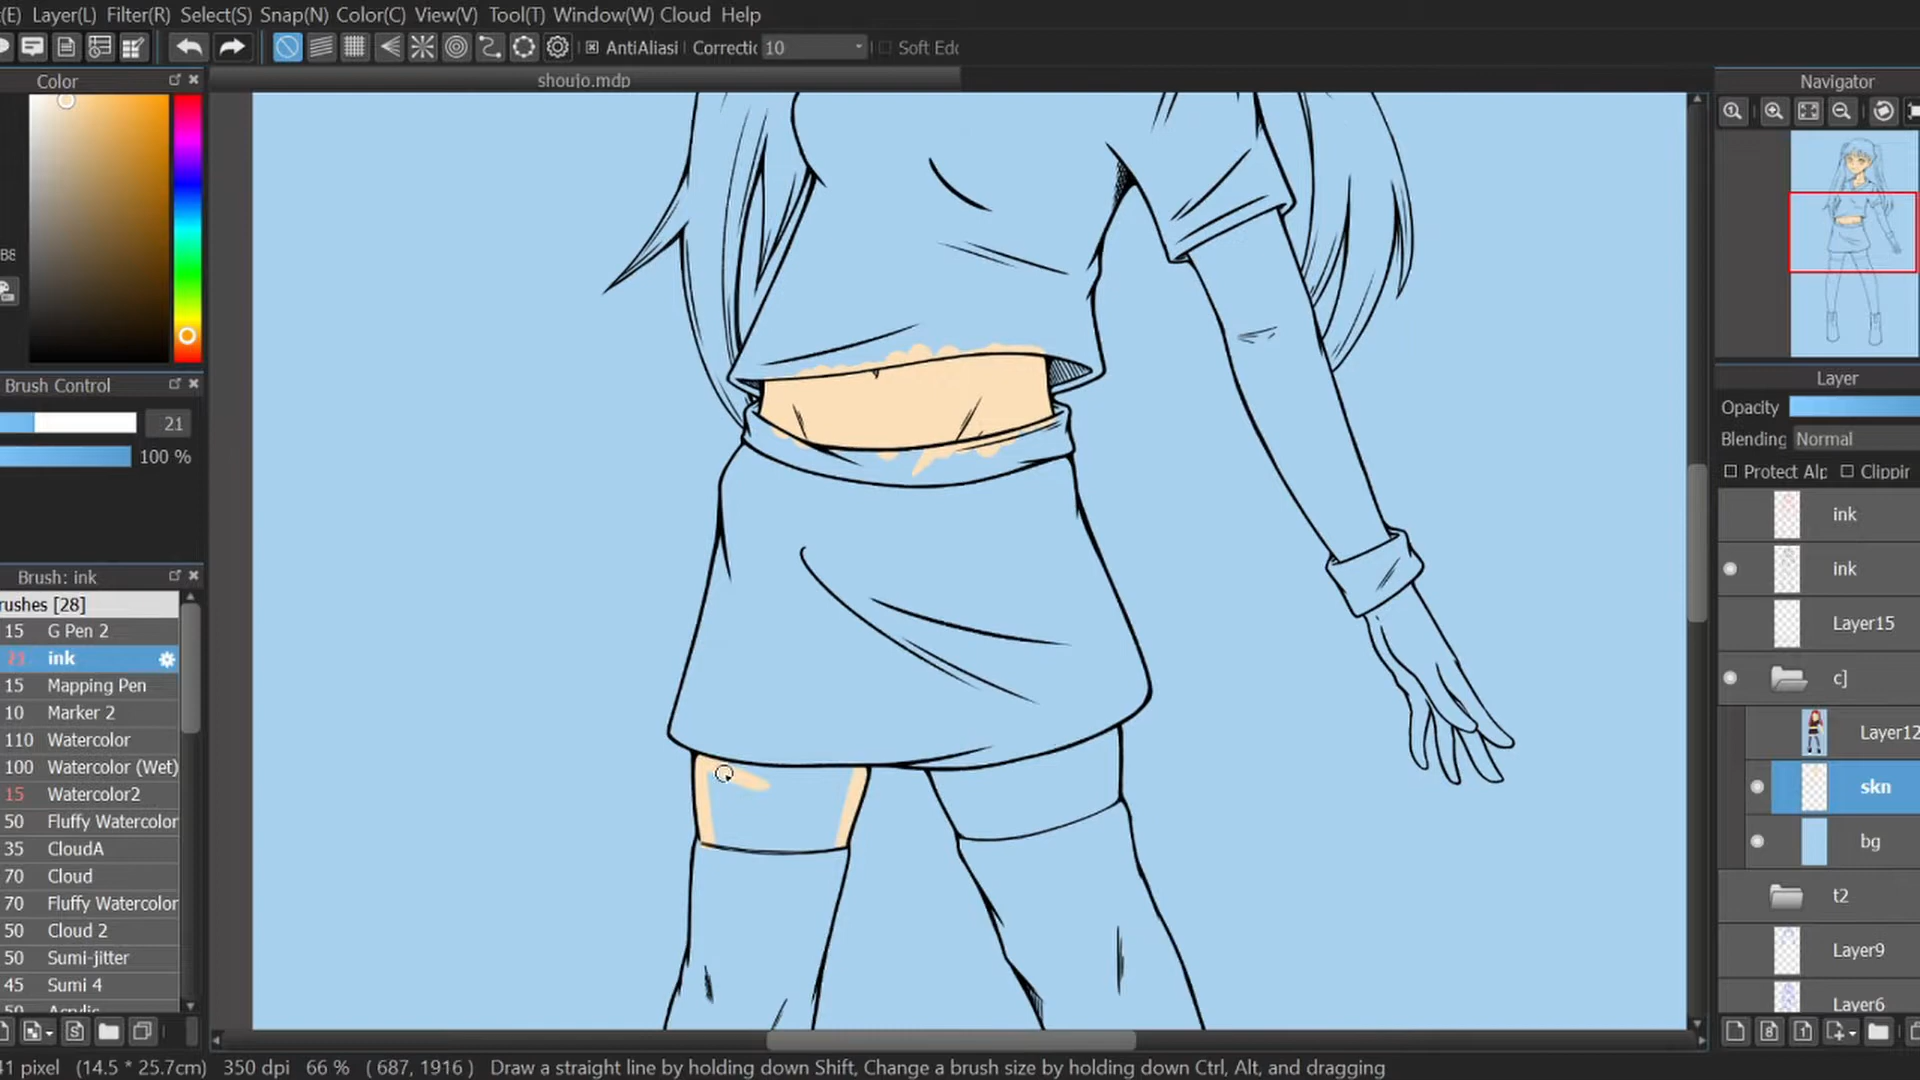 (E) Layer(L) Filter(R) Select(S) Snap(N) Color(C) View(V) Tool(T) Window(W) Cloud Help
AntiAliasi Correctic 10 Soft Edc
Color
shoujo.mdp
Navigator
Brush Control
21
100 %
Layer
Opacity
Blending Normal
Protect Alp Clippir
ink
ink
Layer15
c]
Layer12
skn
bg
t2
Layer9
Layer6
Brush: ink
rushes [28]
15 G Pen 2
21 ink
15 Mapping Pen
10 Marker 2
110 Watercolor
100 Watercolor (Wet)
15 Watercolor2
50 Fluffy Watercolor
35 CloudA
70 Cloud
70 Fluffy Watercolor
50 Cloud 2
50 Sumi-jitter
45 Sumi 4
50 Acrylic
41 pixel (14.5 * 25.7cm) 350 dpi 66 % ( 687, 1916 ) Draw a straight line by holding down Shift, Change a brush size by holding down Ctrl, Alt, and dragging